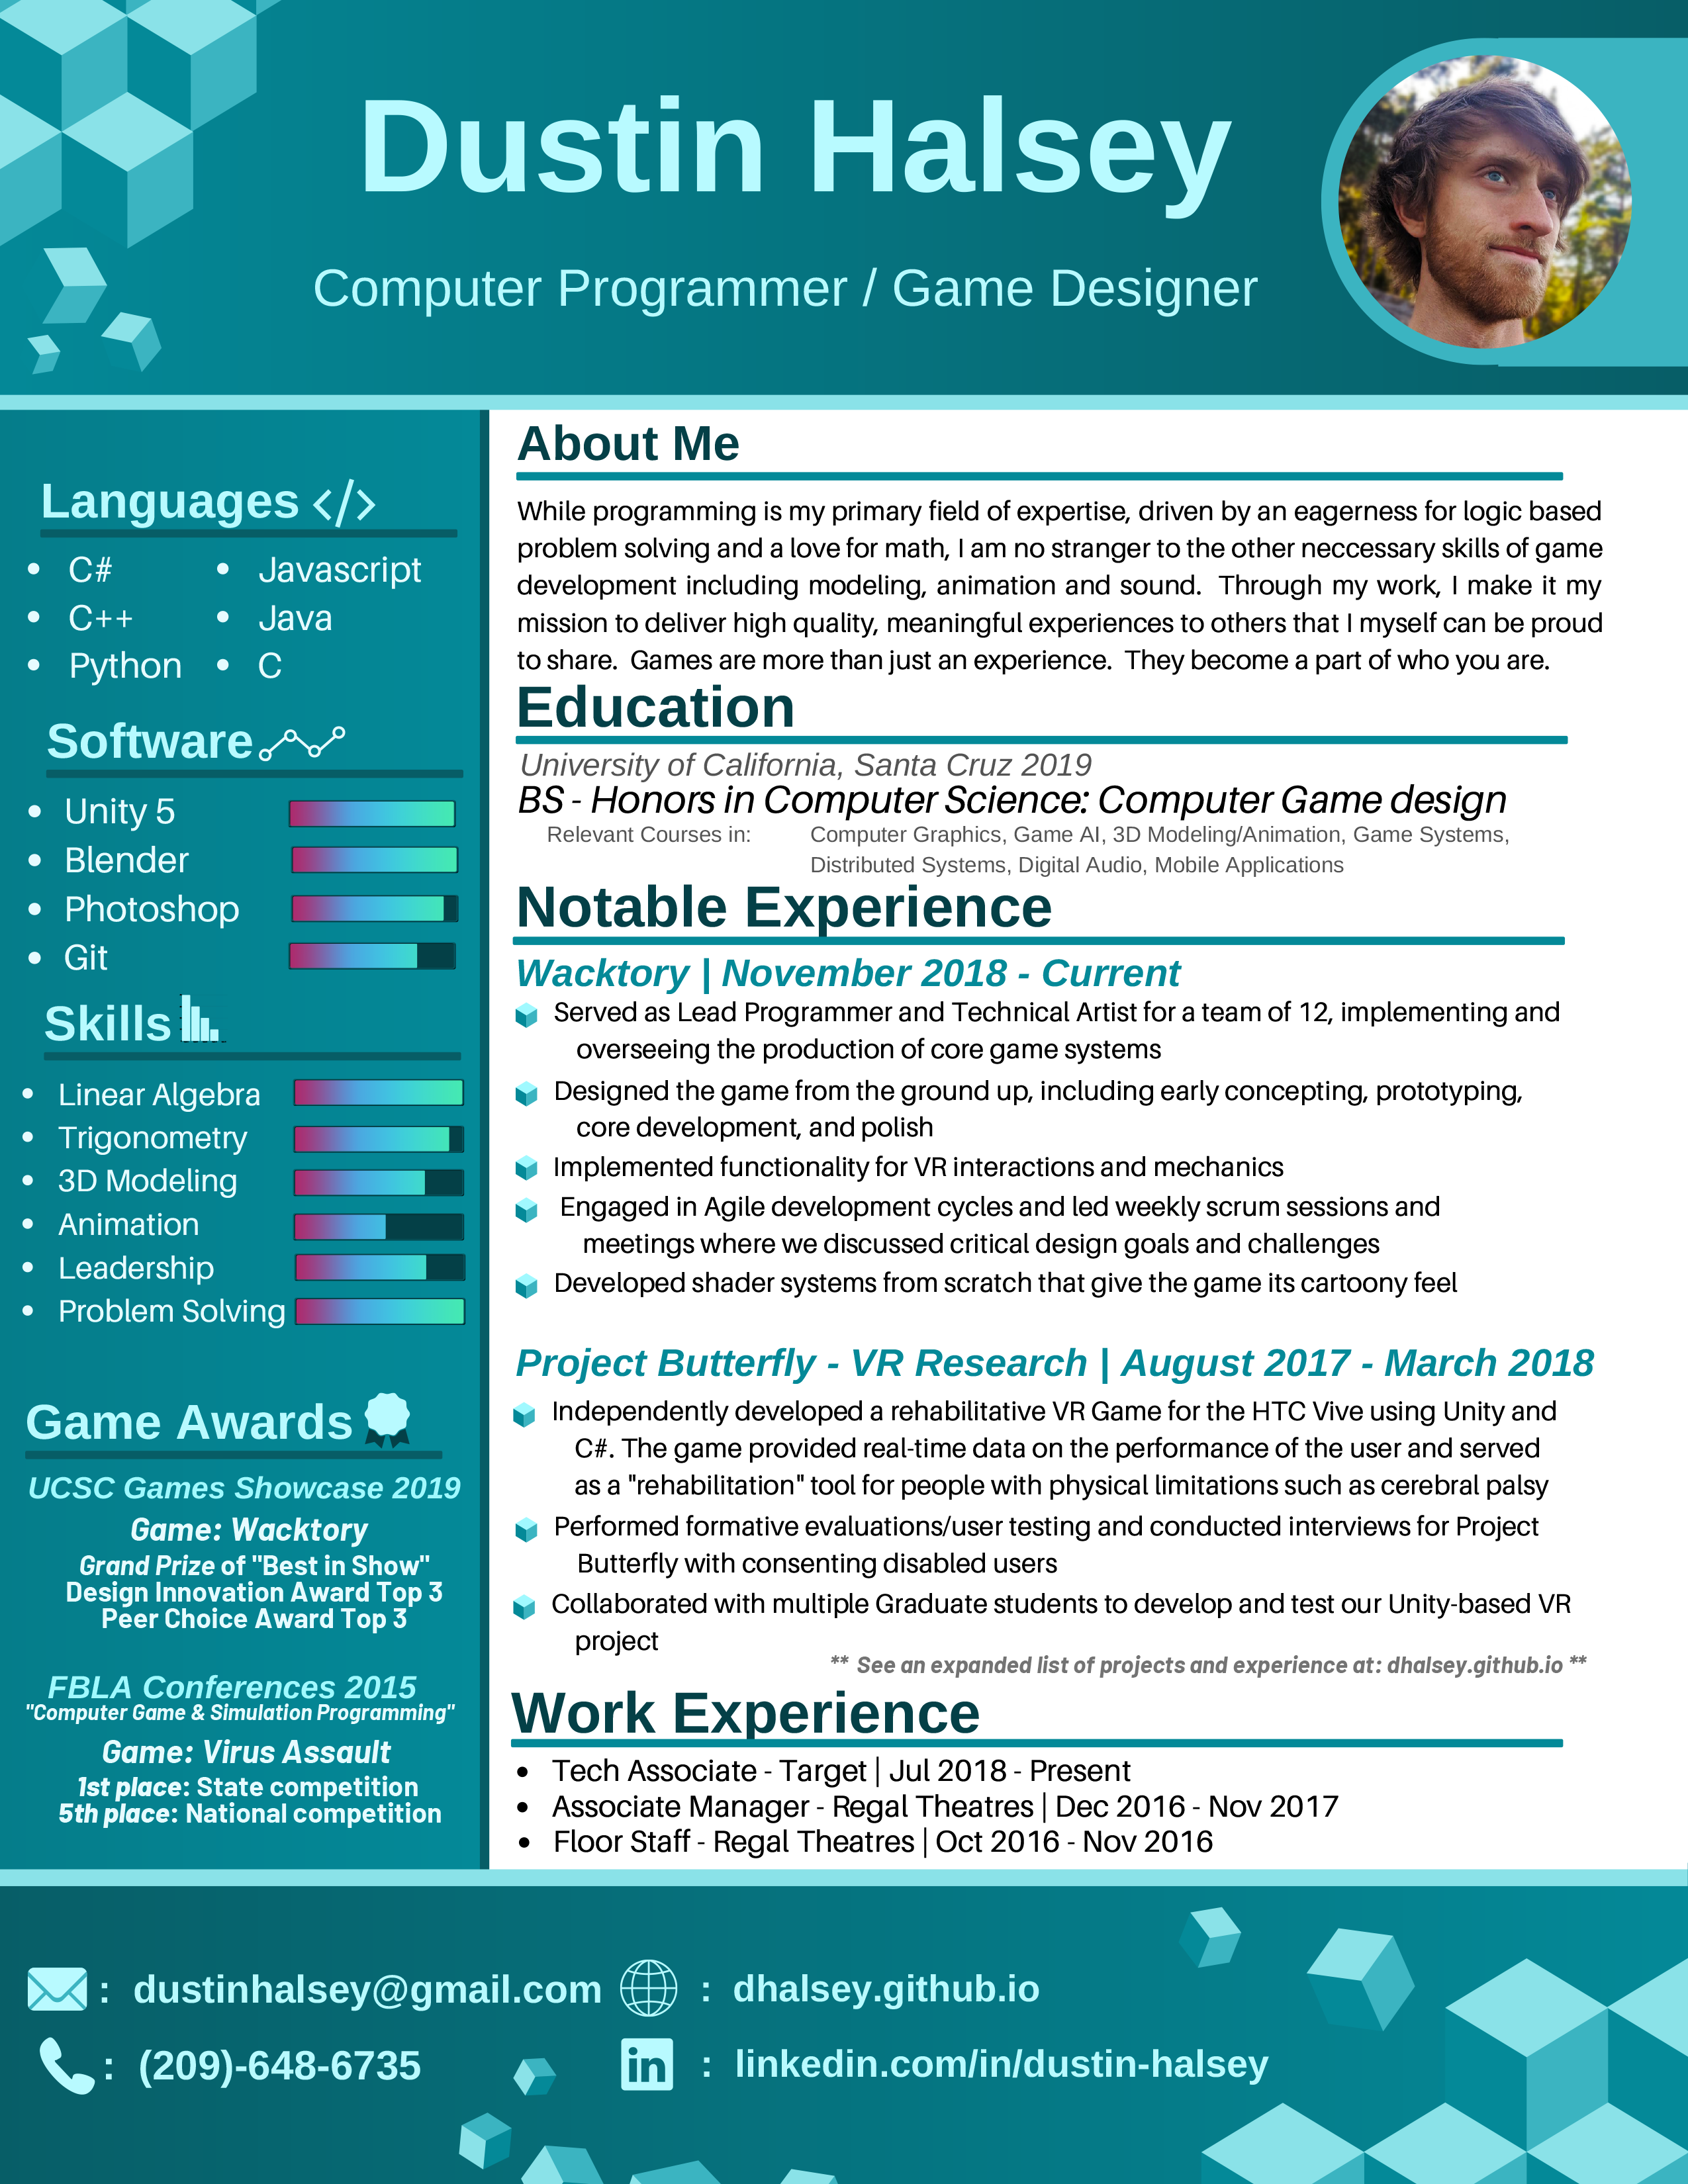 Dustin Halsey
Computer Programmer / Game Designer
Languages </>
C#
C++
Python
Javascript
Java
C
Software
Unity 5
Blender
Photoshop
Git
Skills
Linear Algebra
Trigonometry
3D Modeling
Animation
Leadership
Problem Solving
Game Awards
UCSC Games Showcase 2019
Game: Wacktory
Grand Prize of "Best in Show"
Design Innovation Award Top 3
Peer Choice Award Top 3
FBLA Conferences 2015
"Computer Game & Simulation Programming"
Game: Virus Assault
1st place: State competition
5th place: National competition
About Me
While programming is my primary field of expertise, driven by an eagerness for logic based
problem solving and a love for math, I am no stranger to the other neccessary skills of game
development including modeling, animation and sound. Through my work, I make it my
mission to deliver high quality, meaningful experiences to others that I myself can be proud
to share. Games are more than just an experience. They become a part of who you are.
Education
University of California, Santa Cruz 2019
BS - Honors in Computer Science: Computer Game design
Relevant Courses in: Computer Graphics, Game AI, 3D Modeling/Animation, Game Systems,
Distributed Systems, Digital Audio, Mobile Applications
Notable Experience
Wacktory | November 2018 - Current
Served as Lead Programmer and Technical Artist for a team of 12, implementing and
overseeing the production of core game systems
Designed the game from the ground up, including early concepting, prototyping,
core development, and polish
Implemented functionality for VR interactions and mechanics
Engaged in Agile development cycles and led weekly scrum sessions and
meetings where we discussed critical design goals and challenges
Developed shader systems from scratch that give the game its cartoony feel
Project Butterfly - VR Research | August 2017 - March 2018
Independently developed a rehabilitative VR Game for the HTC Vive using Unity and
C#. The game provided real-time data on the performance of the user and served
as a "rehabilitation" tool for people with physical limitations such as cerebral palsy
Performed formative evaluations/user testing and conducted interviews for Project
Butterfly with consenting disabled users
Collaborated with multiple Graduate students to develop and test our Unity-based VR
project
** See an expanded list of projects and experience at: dhalsey.github.io **
Work Experience
Tech Associate - Target | Jul 2018 - Present
Associate Manager - Regal Theatres | Dec 2016 - Nov 2017
Floor Staff - Regal Theatres | Oct 2016 - Nov 2016
: dustinhalsey@gmail.com
: dhalsey.github.io
: (209)-648-6735
in : linkedin.com/in/dustin-halsey